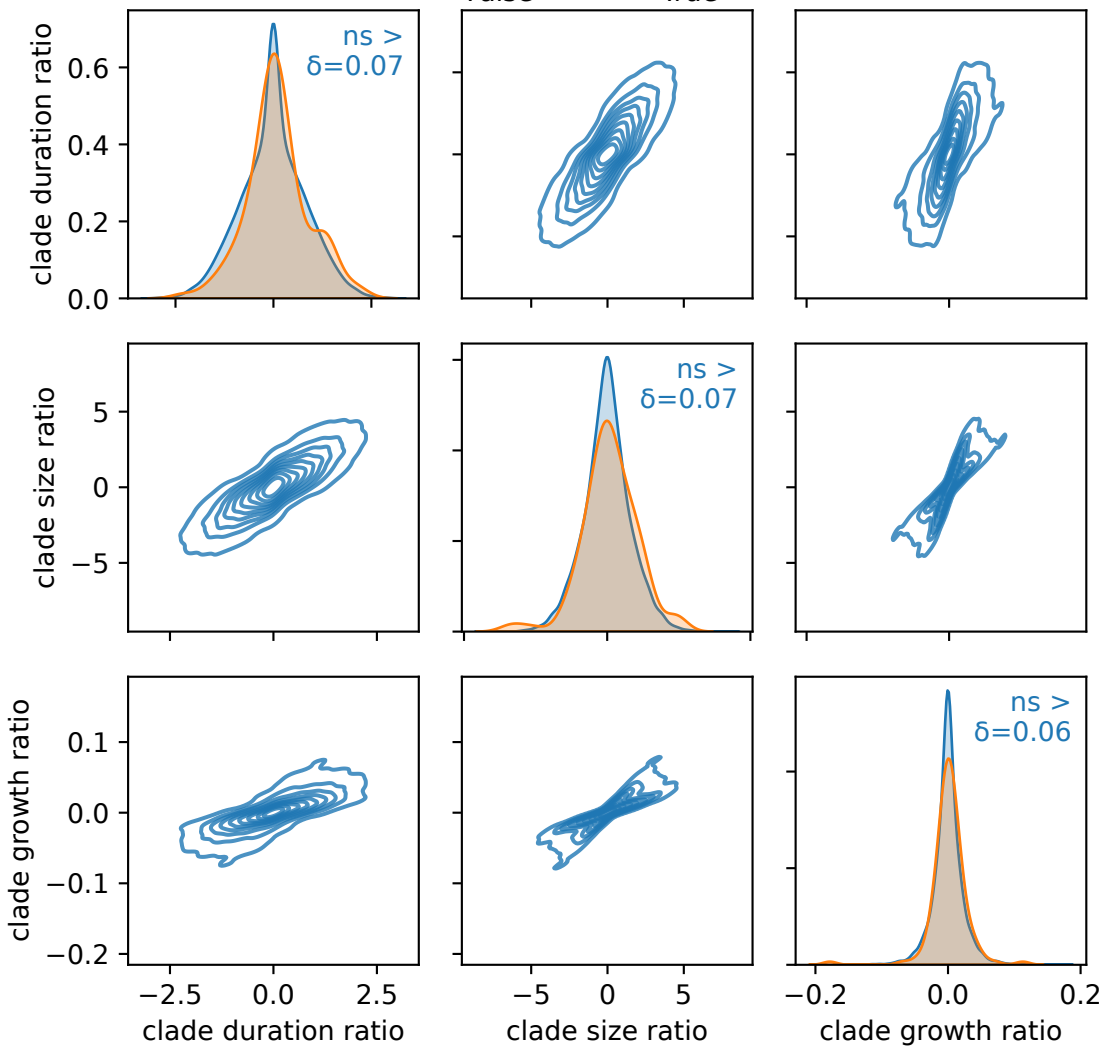 clade duration ratio
0.6
0.4
0.2
0.0
ns >
δ=0.07
clade size ratio
5
0
−5
ns >
δ=0.07
clade growth ratio
0.1
0.0
−0.1
−0.2
ns >
δ=0.06
−2.5 0.0 2.5
clade duration ratio
−5 0 5
clade size ratio
−0.2 0.0 0.2
clade growth ratio